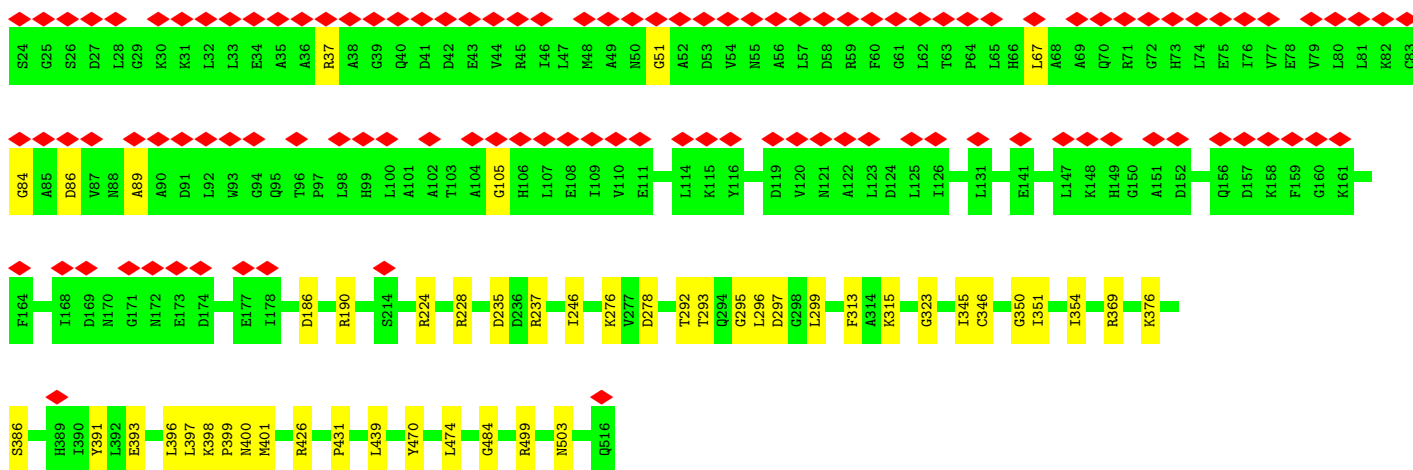 S24 G25 S26 D27 L28 G29 K30 K31 L32 L33 E34 A35 A36 R37 A38 G39 Q40 D41 D42 E43 V44 R45 I46 L47 M48 A49 N50 G51 A52 D53 V54 N55 A56 L57 D58 R59 F60 G61 L62 T63 P64 L65 H66 L67 A68 A69 Q70 R71 G72 H73 L74 E75 I76 V77 E78 V79 L80 L81 K82 C83
G84 A85 D86 V87 N88 A89 A90 D91 L92 W93 G94 Q95 T96 P97 L98 H99 L100 A101 A102 T103 A104 G105 H106 L107 E108 I109 V110 E111 L114 K115 Y116 D119 V120 N121 A122 L123 D124 L125 I126 L131 E141 L147 K148 H149 G150 A151 D152 Q156 D157 K158 F159 G160 K161
F164 I168 D169 N170 G171 N172 E173 D174 E177 I178 D186 R190 S214 R224 R228 D235 D236 R237 I246 K276 V277 D278 T292 T293 Q294 G295 L296 D297 G298 L299 F313 A314 K315 G323 I345 C346 G350 I351 I354 R369 K376
S386 H389 I390 Y391 L392 E393 L396 L397 K398 P399 N400 M401 R426 P431 L439 Y470 L474 G484 R499 N503 Q516